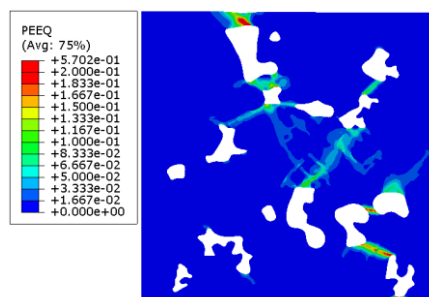 PEEQ
(Avg: 75%)
+5.702e-01
+2.000e-01
+1.833e-01
+1.667e-01
+1.500e-01
+1.333e-01
+1.167e-01
+1.000e-01
+8.333e-02
+6.667e-02
+5.000e-02
+3.333e-02
+1.667e-02
+0.000e+00